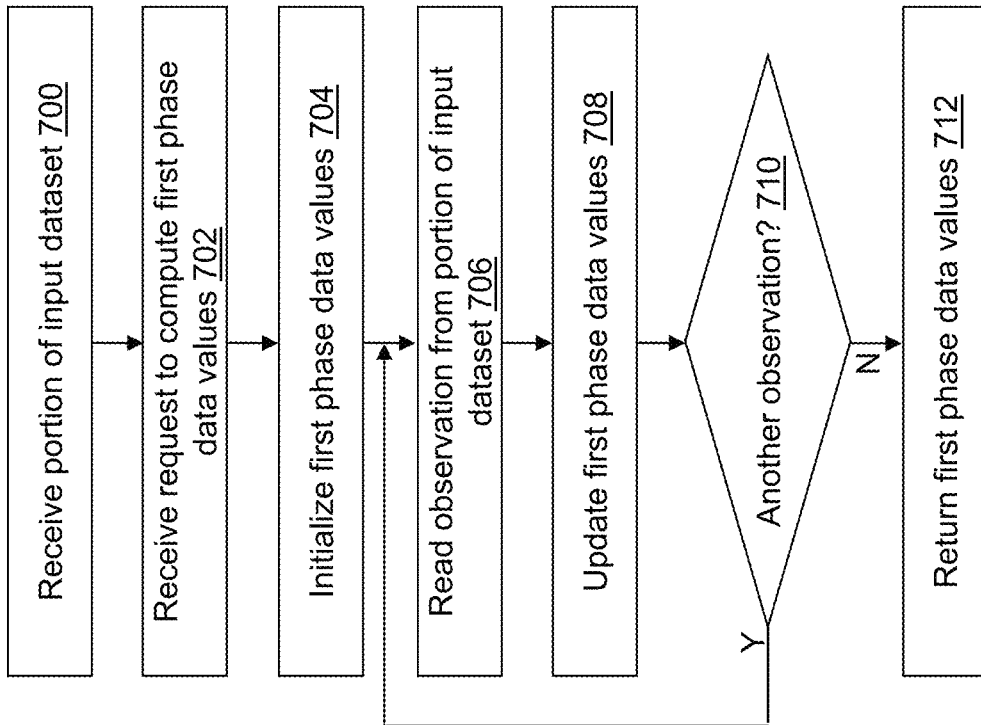 Receive portion of input dataset 700
Receive request to compute first phase
data values 702
Initialize first phase data values 704
Read observation from portion of input
dataset 706
Update first phase data values 708
Another observation? 710
Y
N
Return first phase data values 712